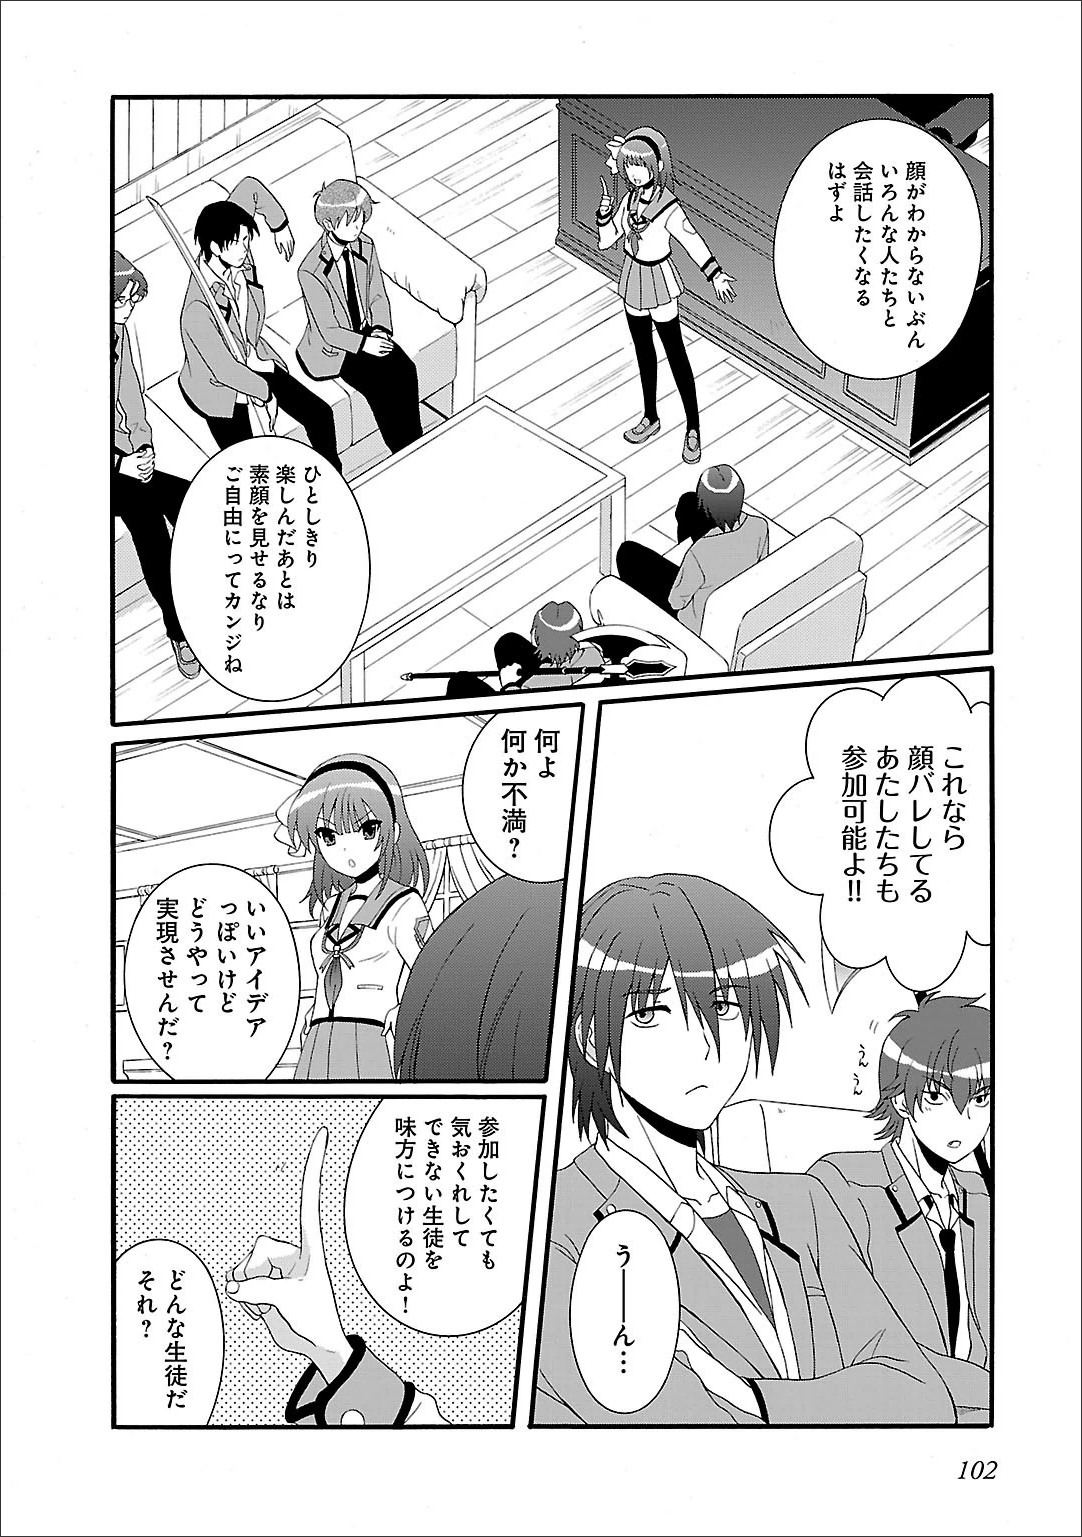 顔がわからないぶん
いろんな人たちと
会話したくなる
はずよ
ひとしきり
楽しんだあとは
素顔を見せるなり
ご自由にってカンジね
これなら
顔バレしてる
あたしたちも
参加可能よ!!
うん
うん
うーーん…
何よ
何か不満?
いいアイデア
っぽいけど
どうやって
実現させんだ?
参加したくても
気おくれして
できない生徒を
味方につけるのよ!
どんな生徒だ
それ?
102